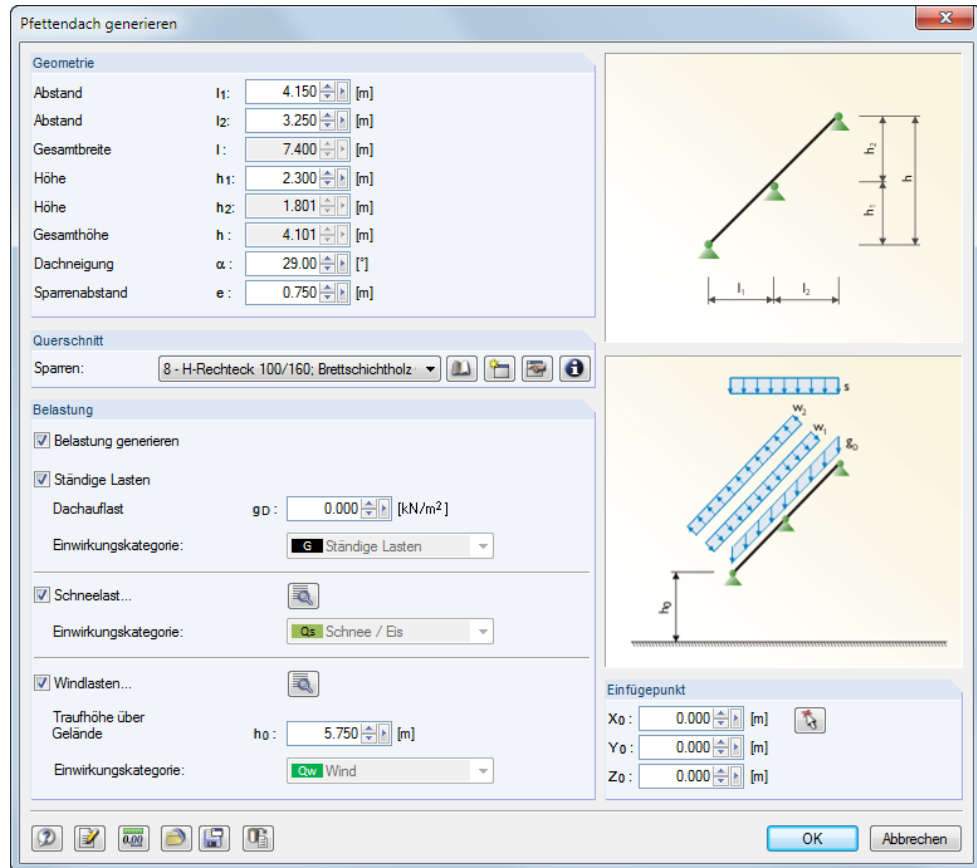 Pfettendach generieren
Geometrie
Abstand l1: 4.150 [m]
Abstand l2: 3.250 [m]
Gesamtbreite l : 7.400 [m]
Höhe h1: 2.300 [m]
Höhe h2: 1.801 [m]
Gesamthöhe h : 4.101 [m]
Dachneigung α : 29.00 [°]
Sparrenabstand e : 0.750 [m]
h2
h
h1
l1 l2
Querschnitt
Sparren: 8 - H-Rechteck 100/160; Brettschichtholz
Belastung
Belastung generieren
Ständige Lasten
Dachauflast gD : 0.000 [kN/m²]
Einwirkungskategorie: G Ständige Lasten
Schneelast...
Einwirkungskategorie: Qs Schnee / Eis
Windlasten...
Traufhöhe über
Gelände h0 : 5.750 [m]
Einwirkungskategorie: Qw Wind
s
w2
w1
gD
h0
Einfügepunkt
X0 : 0.000 [m]
Y0 : 0.000 [m]
Z0 : 0.000 [m]
0.00
OK Abbrechen